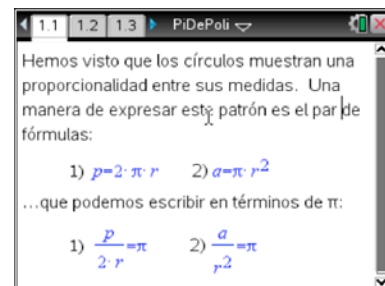 1.1 1.2 1.3 PiDePoli
Hemos visto que los círculos muestran una
proporcionalidad entre sus medidas. Una
manera de expresar este patrón es el par de
fórmulas:
1) p=2· π· r 2) a=π· r²
...que podemos escribir en términos de π:
1) p/2· r=π 2) a/r²=π